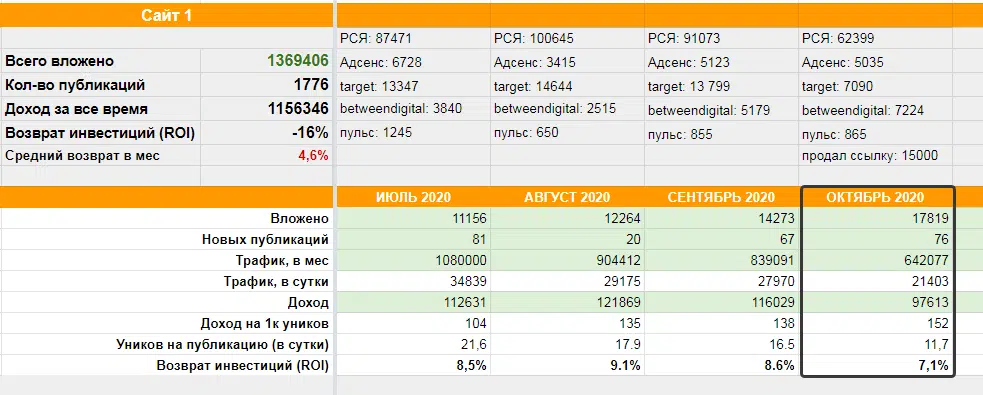 Сайт 1
РСЯ: 87471 РСЯ: 100645 РСЯ: 91073 РСЯ: 62399
Всего вложено 1369406 Адсенс: 6728 Адсенс: 3415 Адсенс: 5123 Адсенс: 5035
Кол-во публикаций 1776 target: 13347 target: 14644 target: 13 799 target: 7090
Доход за все время 1156346 betweendigital: 3840 betweendigital: 2515 betweendigital: 5179 betweendigital: 7224
Возврат инвестиций (ROI) -16% пульс: 1245 пульс: 650 пульс: 855 пульс: 865
Средний возврат в мес 4,6% продал ссылку: 15000
ИЮЛЬ 2020 АВГУСТ 2020 СЕНТЯБРЬ 2020 ОКТЯБРЬ 2020
Вложено 11156 12264 14273 17819
Новых публикаций 81 20 67 76
Трафик, в мес 1080000 904412 839091 642077
Трафик, в сутки 34839 29175 27970 21403
Доход 112631 121869 116029 97613
Доход на 1к уников 104 135 138 152
Уников на публикацию (в сутки) 21,6 17.9 16.5 11,7
Возврат инвестиций (ROI) 8,5% 9.1% 8.6% 7,1%